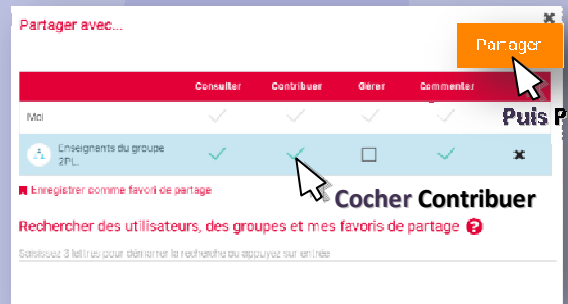 Partager avec...
Partager
Consulter Contribuer Gérer Commenter
Moi
Puis P
Enseignants du groupe
2PL.
Enregistrer comme favori de partage
Cocher Contribuer
Rechercher des utilisateurs, des groupes et mes favoris de partage ?
Saisissez 3 lettres pour démarrer la recherche ou appuyez sur entrée